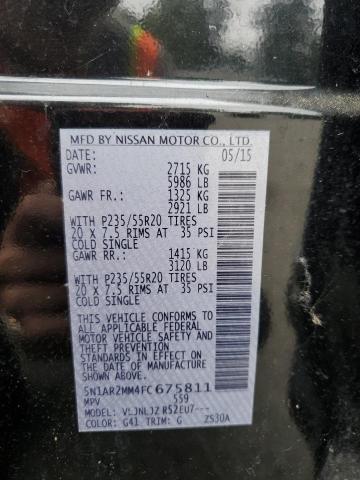 MFD BY NISSAN MOTOR CO., LTD.
DATE: 05/15
GVWR: 2715 KG
5986 LB
GAWR FR.: 1325 KG
2921 LB
WITH P235/55R20 TIRES
20 x 7.5 RIMS AT 35 PSI
COLD SINGLE
GAWR RR.: 1415 KG
3120 LB
WITH P235/55R20 TIRES
20 x 7.5 RIMS AT 35 PSI
COLD SINGLE
THIS VEHICLE CONFORMS TO
ALL APPLICABLE FEDERAL
MOTOR VEHICLE SAFETY AND
THEFT PREVENTION
STANDARDS IN EFFECT ON
THE DATE OF MANUFACTURE
SHOWN ABOVE.
5N1AR2MM4FC675811
MPV 559
MODEL: VLJNLJZ R52EU7---
COLOR: G41 TRIM: G ZS30A